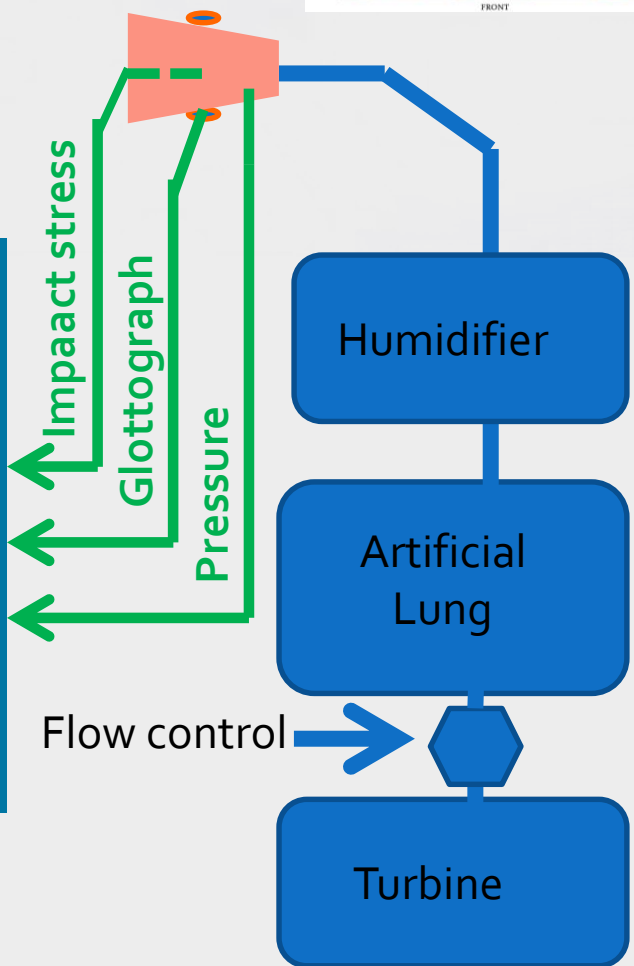 FRONT
Impaact stress
Glottograph
Pressure
Humidifier
Artificial
Lung
Flow control
Turbine